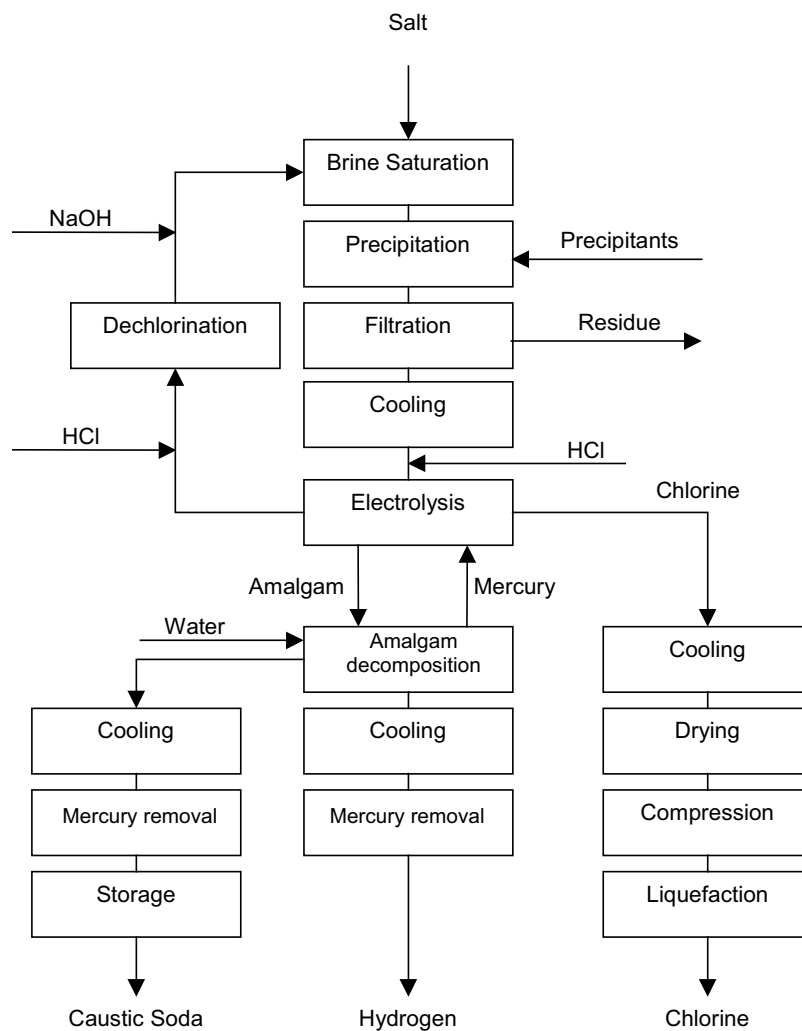 Salt
Brine Saturation
NaOH
Precipitation
Precipitants
Dechlorination
Filtration
Residue
Cooling
HCl
HCl
Electrolysis
Chlorine
Amalgam
Mercury
Water
Amalgam
decomposition
Cooling
Cooling
Cooling
Drying
Mercury removal
Mercury removal
Compression
Storage
Liquefaction
Caustic Soda
Hydrogen
Chlorine